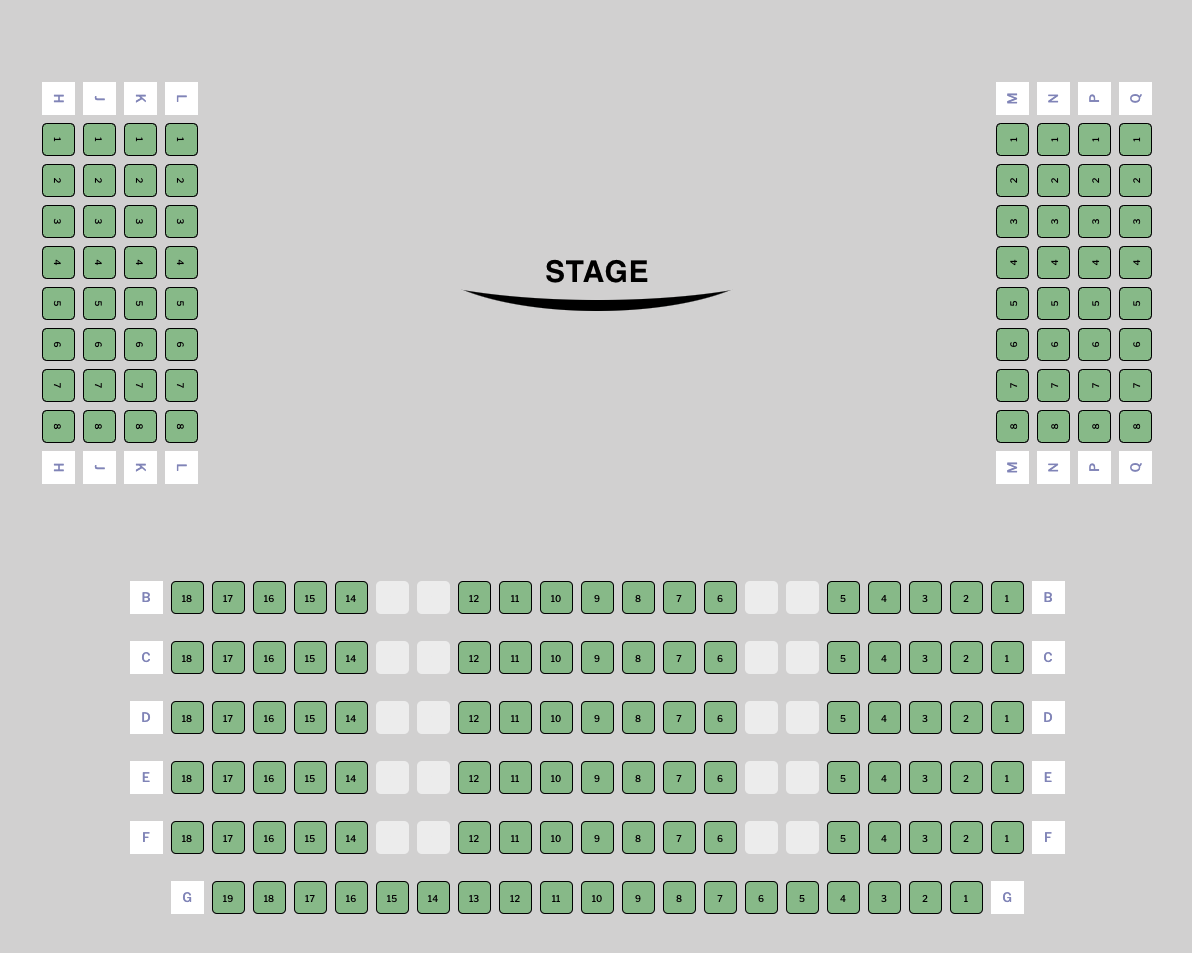 H J K L M N P Q
1 1 1 1 1 1 1 1
2 2 2 2 2 2 2 2
3 3 3 3 3 3 3 3
4 4 4 4 4 4 4 4
STAGE
5 5 5 5 5 5 5 5
6 6 6 6 6 6 6 6
7 7 7 7 7 7 7 7
8 8 8 8 8 8 8 8
H J K L M N P Q
B 18 17 16 15 14 12 11 10 9 8 7 6 5 4 3 2 1 B
C 18 17 16 15 14 12 11 10 9 8 7 6 5 4 3 2 1 C
D 18 17 16 15 14 12 11 10 9 8 7 6 5 4 3 2 1 D
E 18 17 16 15 14 12 11 10 9 8 7 6 5 4 3 2 1 E
F 18 17 16 15 14 12 11 10 9 8 7 6 5 4 3 2 1 F
G 19 18 17 16 15 14 13 12 11 10 9 8 7 6 5 4 3 2 1 G